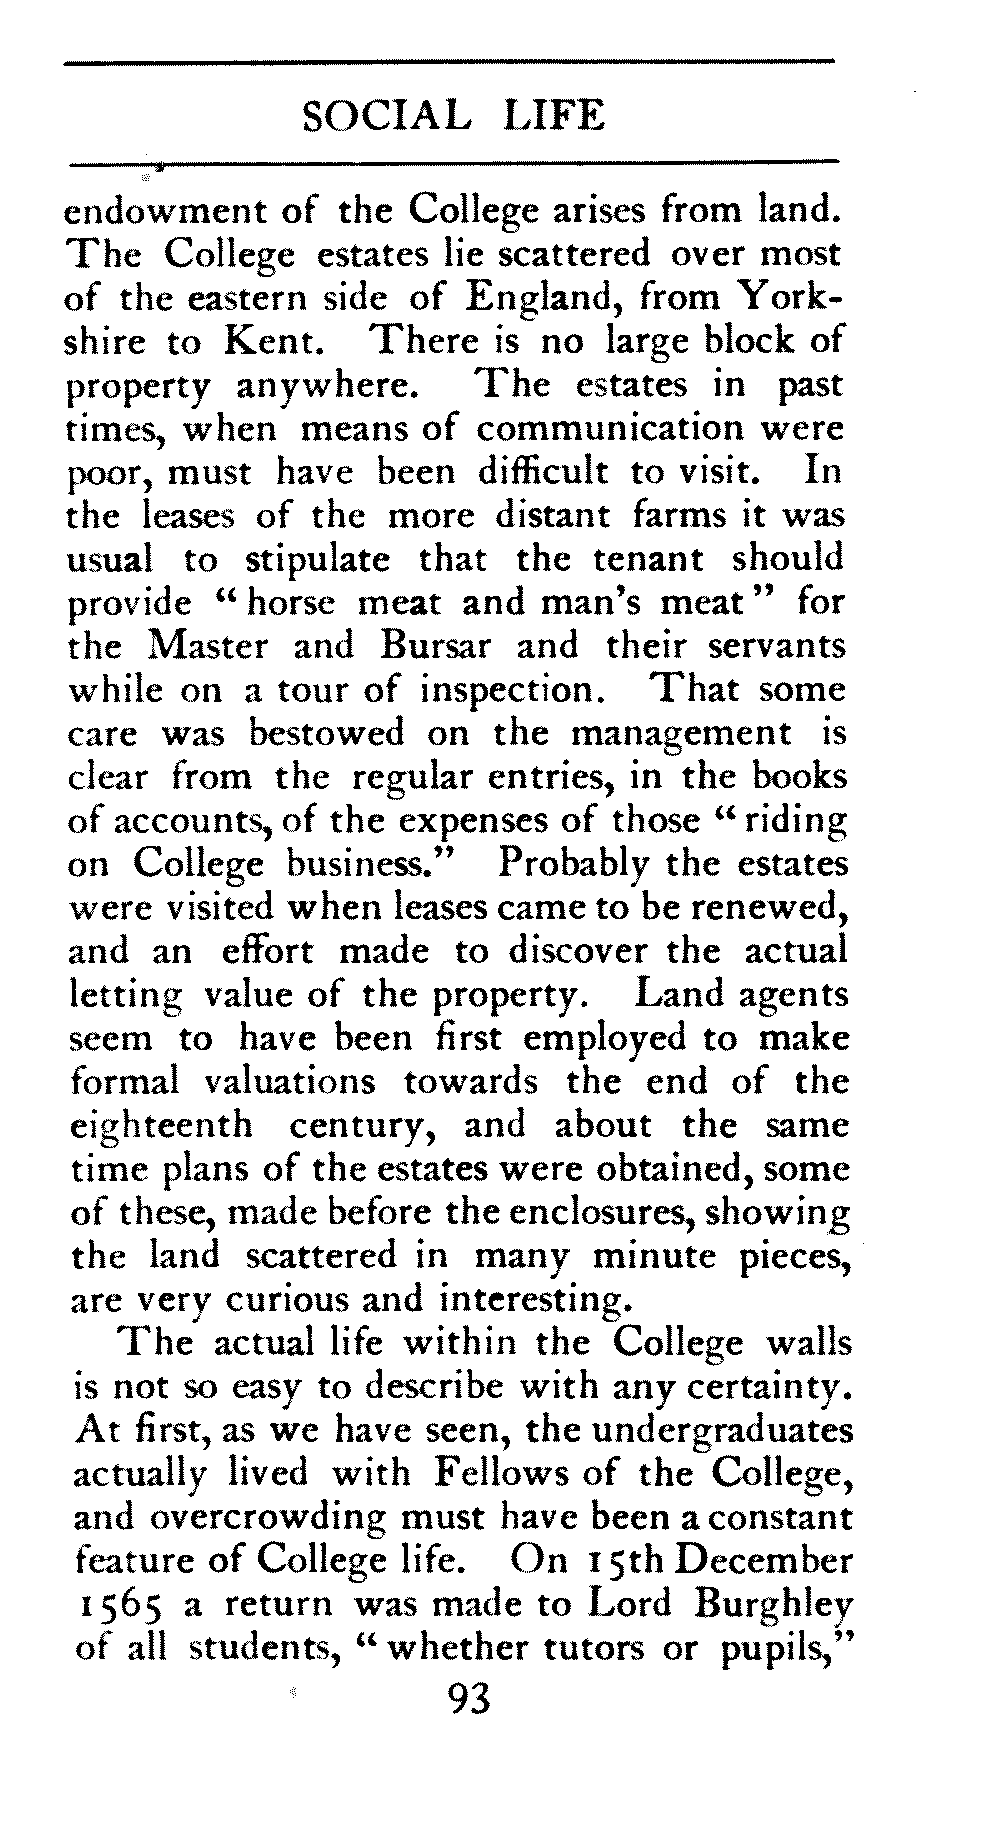 SOCIAL LIFE
endowment of the College arises from land.
The College estates lie scattered over most
of the eastern side of England, from York-
shire to Kent. There is no large block of
property anywhere. The estates in past
times, when means of communication were
poor, must have been difficult to visit. In
the leases of the more distant farms it was
usual to stipulate that the tenant should
provide “horse meat and man's meat” for
the Master and Bursar and their servants
while on a tour of inspection. That some
care was bestowed on the management is
clear from the regular entries, in the books
of accounts, of the expenses of those “riding
on College business.” Probably the estates
were visited when leases came to be renewed,
and an effort made to discover the actual
letting value of the property. Land agents
seem to have been first employed to make
formal valuations towards the end of the
eighteenth century, and about the same
time plans of the estates were obtained, some
of these, made before the enclosures, showing
the land scattered in many minute pieces,
are very curious and interesting.
The actual life within the College walls
is not so easy to describe with any certainty.
At first, as we have seen, the undergraduates
actually lived with Fellows of the College,
and overcrowding must have been a constant
feature of College life. On 15th December
1565 a return was made to Lord Burghley
of all students, “whether tutors or pupils,”
93